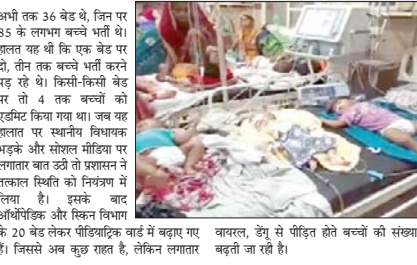 अभी तक 36 बेड थे, जिन पर
85 के लगभग बच्चे भर्ती थे।
हालत यह थी कि एक बेड पर
दो, तीन तक बच्चे भर्ती करने
पड़ रहे थे। किसी-किसी बेड
पर तो 4 तक बच्चों को
एडमिट किया गया था। जब यह
हालात पर स्थानीय विधायक
भड़के और सोशल मीडिया पर
लगातार बात उठी तो प्रशासन ने
तत्काल स्थिति को नियंत्रण में
लिया है। इसके बाद
ऑर्थोपेडिक और स्किन विभाग
के 20 बेड लेकर पीडियाट्रिक वार्ड में बढ़ाए गए
हैं। जिससे अब कुछ राहत है, लेकिन लगातार
वायरल, डेंगू से पीड़ित होते बच्चों की संख्या
बढ़ती जा रही है।